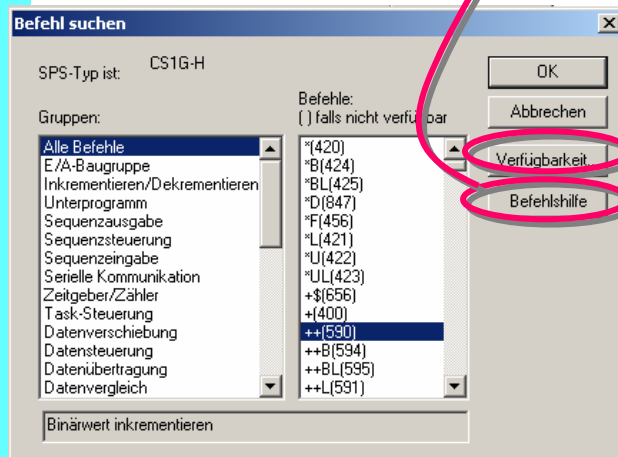 Befehl suchen
SPS-Typ ist: CS1G-H
Gruppen:
Alle Befehle
E/A-Baugruppe
Inkrementieren/Dekrementieren
Unterprogramm
Sequenzausgabe
Sequenzsteuerung
Sequenzeingabe
Serielle Kommunikation
Zeitgeber/Zähler
Task-Steuerung
Datenverschiebung
Datensteuerung
Datenübertragung
Datenvergleich
Befehle:
( ) falls nicht verfügbar
*(420)
*B(424)
*BL(425)
*D(847)
*F(456)
*L(421)
*U(422)
*UL(423)
+$(656)
+(400)
++(590)
++B(594)
++BL(595)
++L(591)
OK
Abbrechen
Verfügbarkeit...
Befehlshilfe
Binärwert inkrementieren